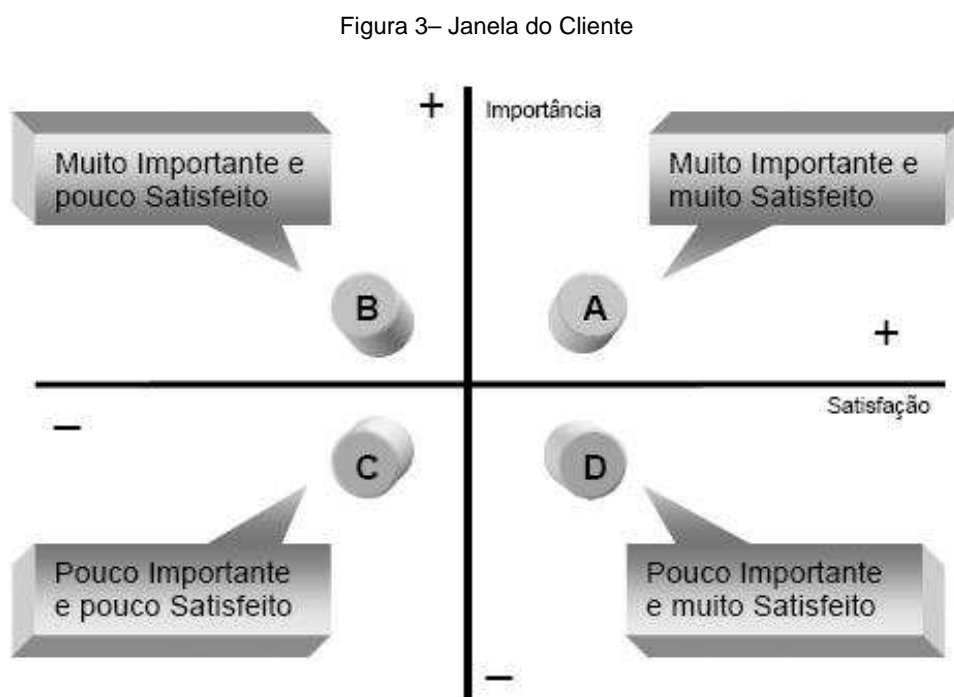 Figura 3– Janela do Cliente
+
Importância
Muito Importante e
pouco Satisfeito
Muito Importante e
muito Satisfeito
B
A
+
Satisfação
–
C
D
Pouco Importante
e pouco Satisfeito
Pouco Importante
e muito Satisfeito
–